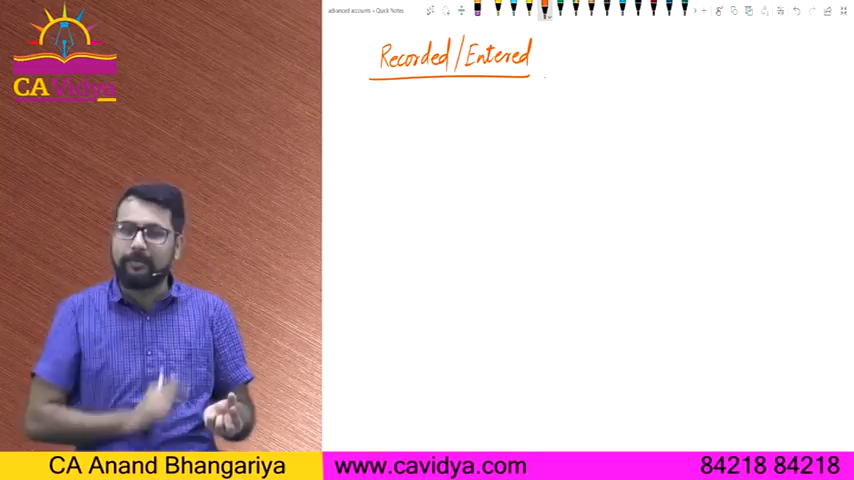 advanced accounts » Quick Notes
Recorded/Entered
CA Vidya
CA Anand Bhangariya
www.cavidya.com
84218 84218